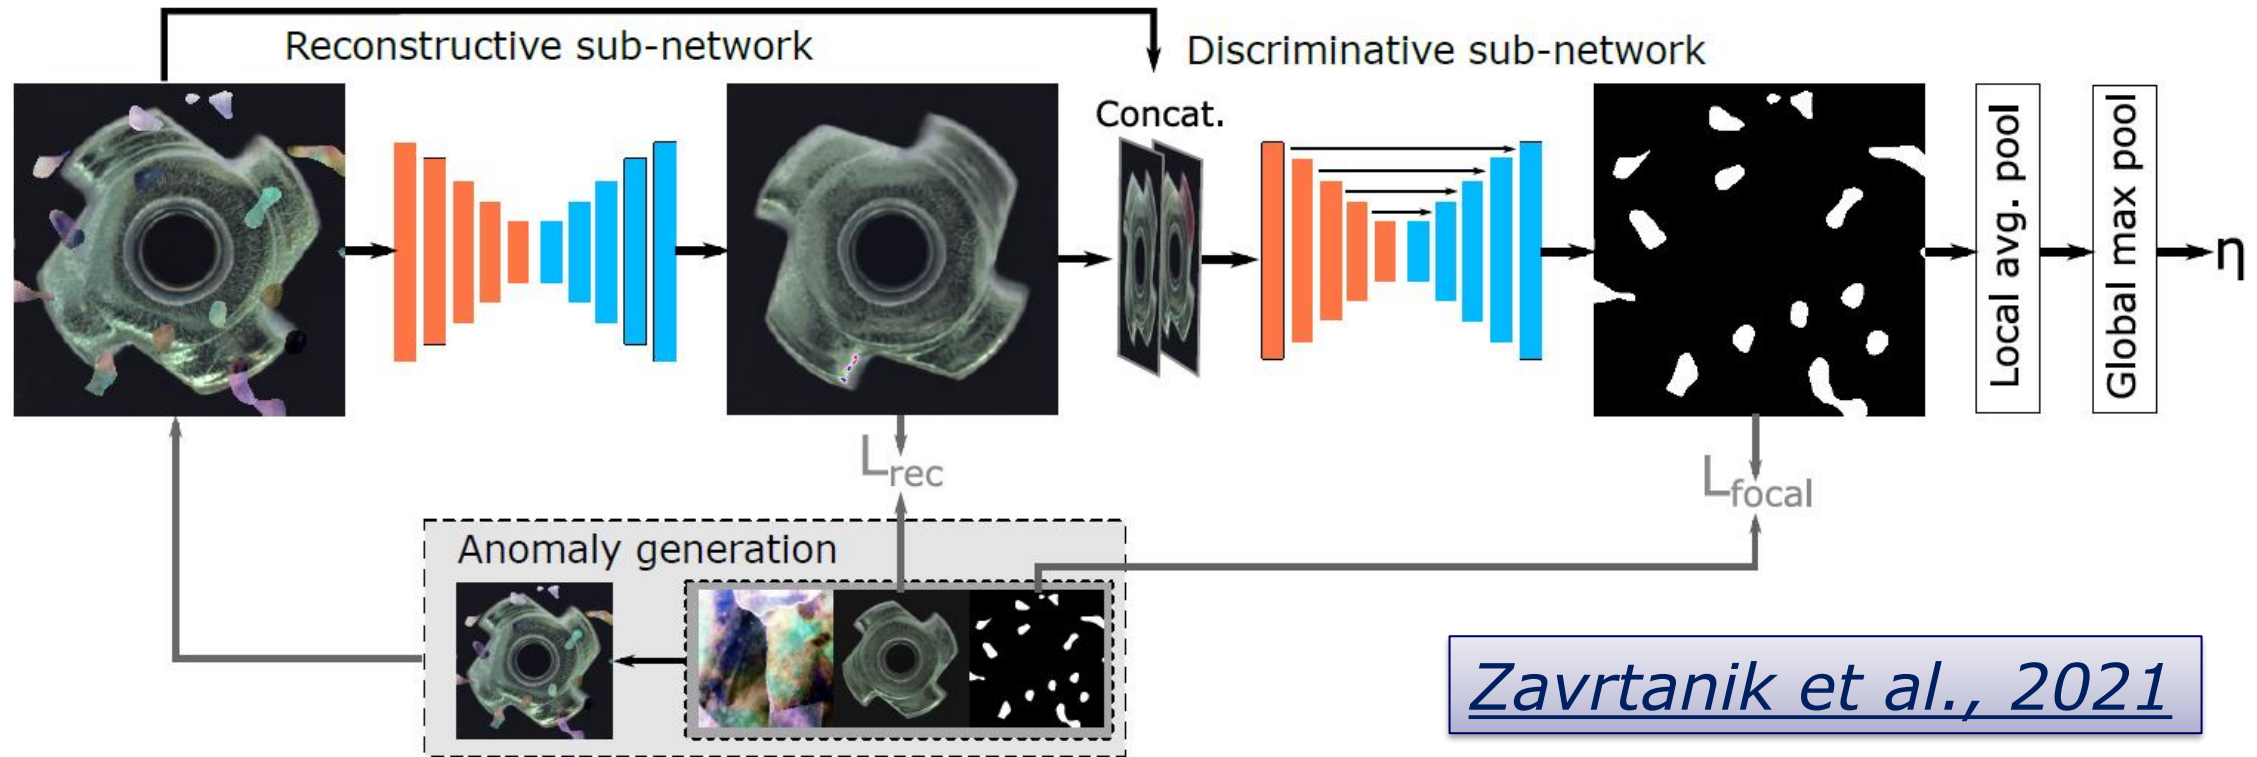 Reconstructive sub-network
Discriminative sub-network
Concat.
Local avg. pool
Global max pool
η
Lrec
Lfocal
Anomaly generation
Zavrtanik et al., 2021